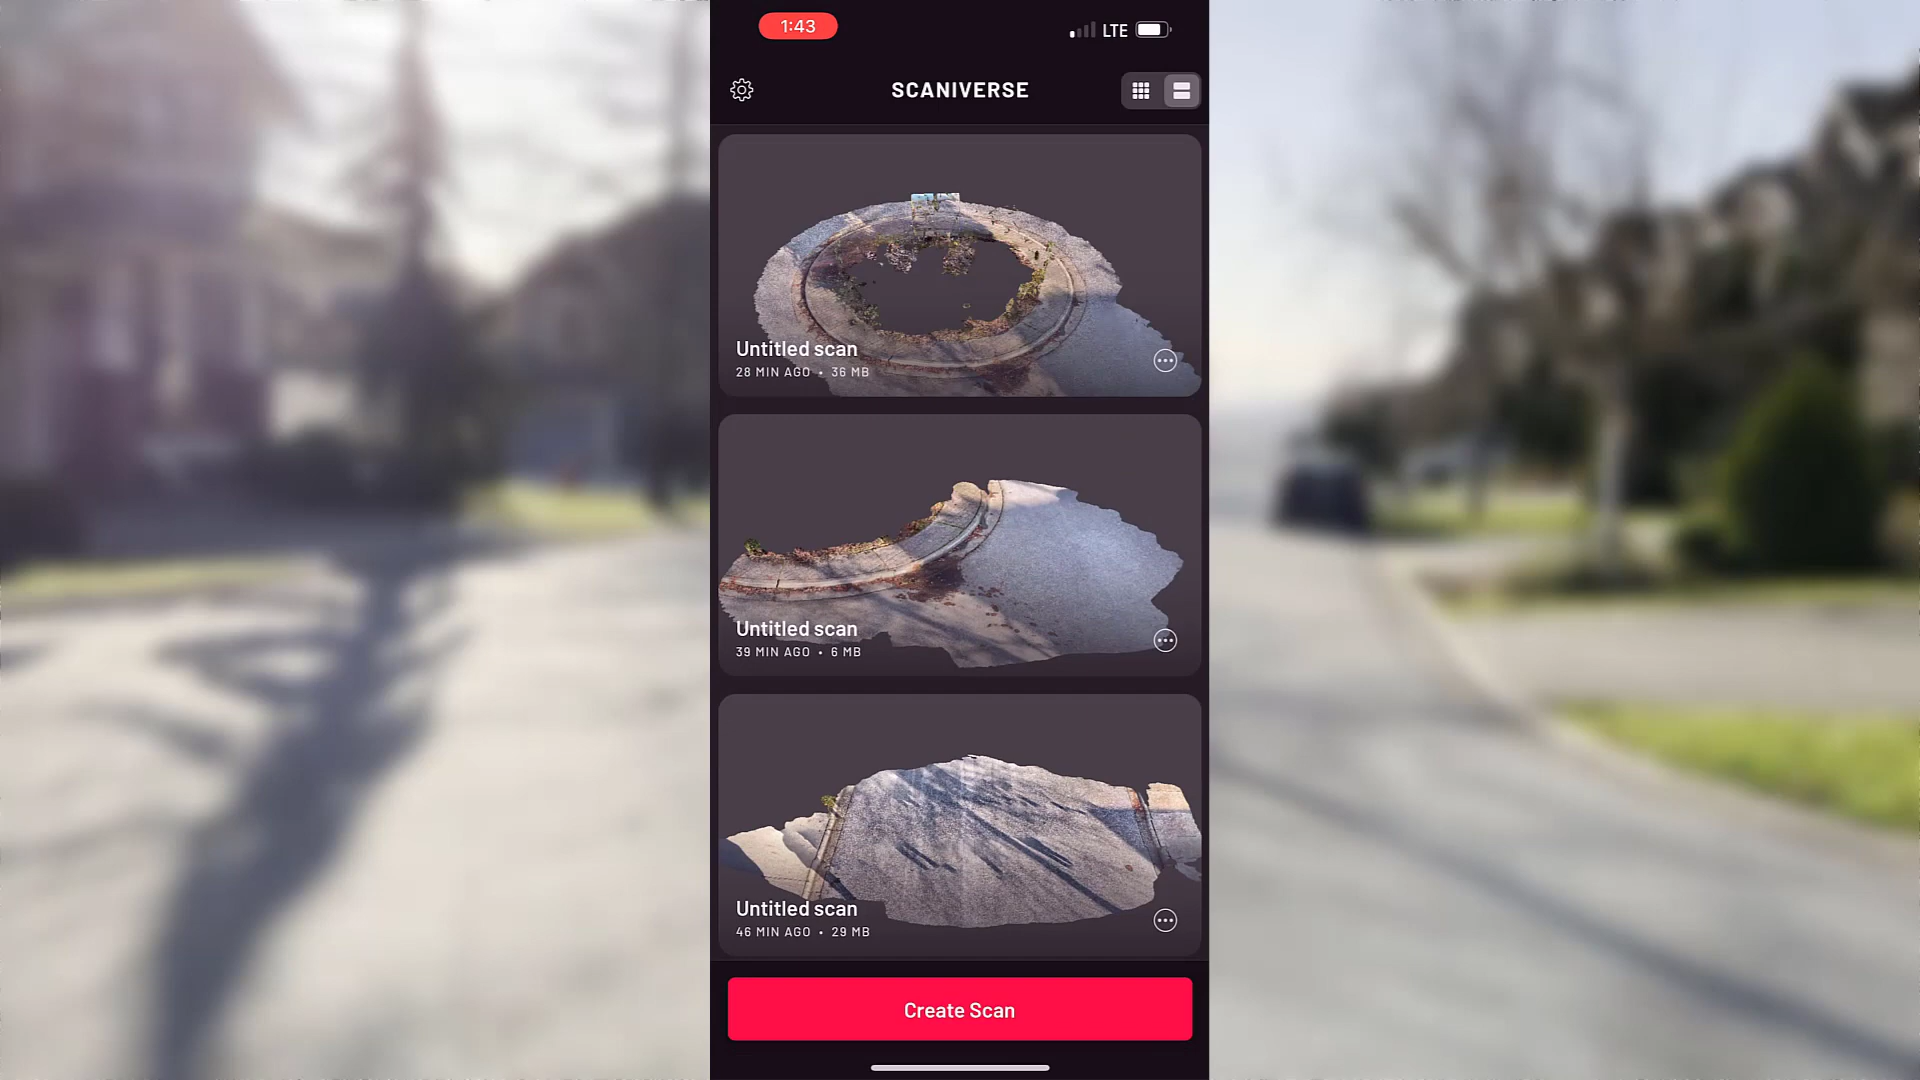 1:43
LTE
SCANIVERSE
Untitled scan
28 MIN AGO • 36 MB
Untitled scan
39 MIN AGO • 6 MB
Untitled scan
46 MIN AGO • 29 MB
Create Scan